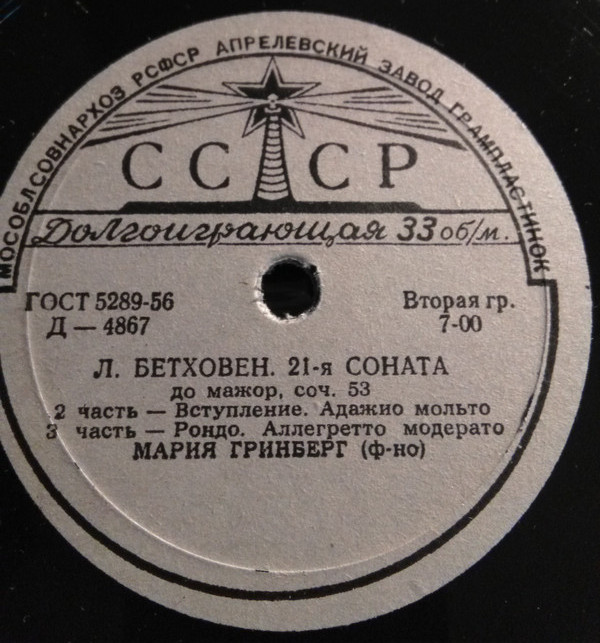 МОСОБЛСОВНАРХОЗ РСФСР АПРЕЛЕВСКИЙ ЗАВОД ГРАМПЛАСТИНОК
СССР
Долгоиграющая 33 об/м.
ГОСТ 5289-56 Вторая гр.
Д — 4867 7-00
Л. БЕТХОВЕН. 21-я СОНАТА
до мажор, соч. 53
2 часть — Вступление. Адажио мольто
3 часть — Рондо. Аллегретто модерато
МАРИЯ ГРИНБЕРГ (ф-но)